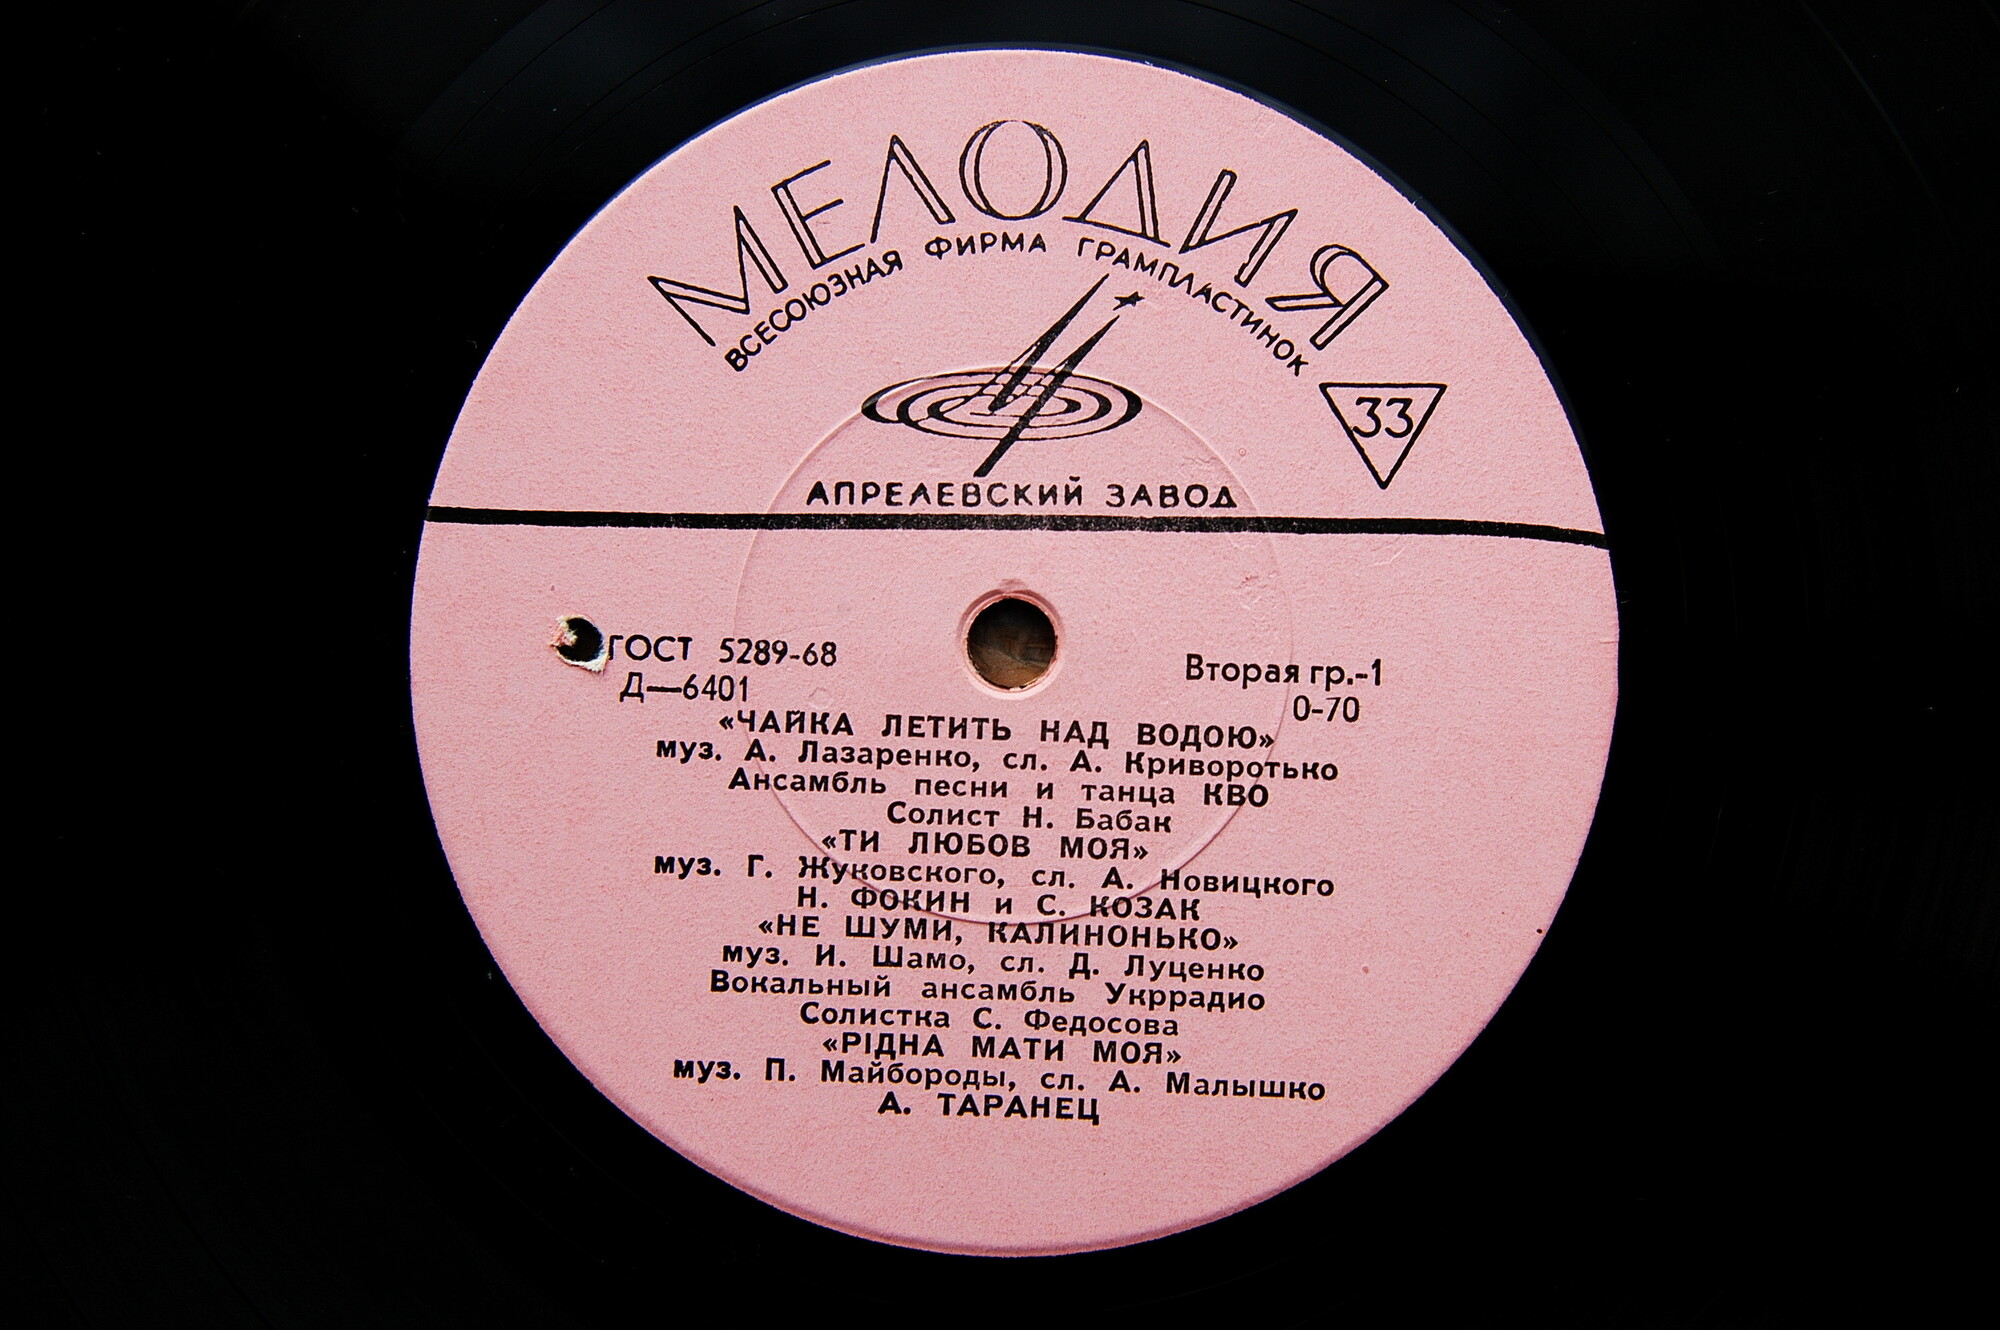 МЕЛОДИЯ
ВСЕСОЮЗНАЯ ФИРМА ГРАМПЛАСТИНОК
33
АПРЕЛЕВСКИЙ ЗАВОД
ГОСТ 5289-68
Вторая гр.-1
Д—6401
0-70
«ЧАЙКА ЛЕТИТЬ НАД ВОДОЮ»
муз. А. Лазаренко, сл. А. Криворотько
Ансамбль песни и танца КВО
Солист Н. Бабак
«ТИ ЛЮБОВ МОЯ»
муз. Г. Жуковского, сл. А. Новицкого
Н. ФОКИН и С. КОЗАК
«НЕ ШУМИ, КАЛИНОНЬКО»
муз. И. Шамо, сл. Д. Луценко
Вокальный ансамбль Укррадио
Солистка С. Федосова
«РІДНА МАТИ МОЯ»
муз. П. Майбороды, сл. А. Малышко
А. ТАРАНЕЦ